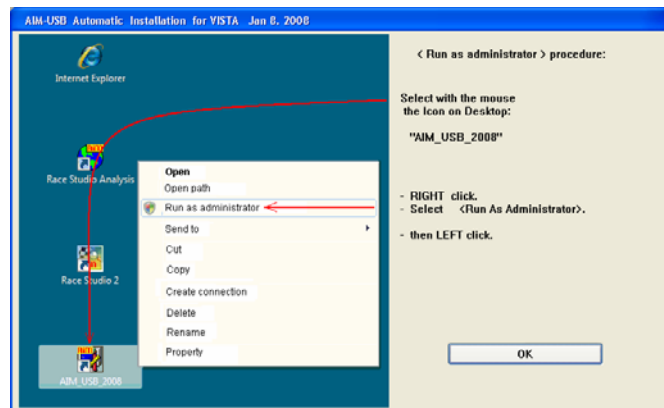 AIM-USB Automatic Installation for VISTA Jan 8. 2008
Internet Explorer
Race Studio Analysis
Race Studio 2
AIM_USB_2008
Open
Open path
Run as administrator
Send to
Cut
Copy
Create connection
Delete
Rename
Property
< Run as administrator > procedure:
Select with the mouse
the Icon on Desktop:
"AIM_USB_2008"
- RIGHT click.
- Select <Run As Administrator>.
- then LEFT click.
OK